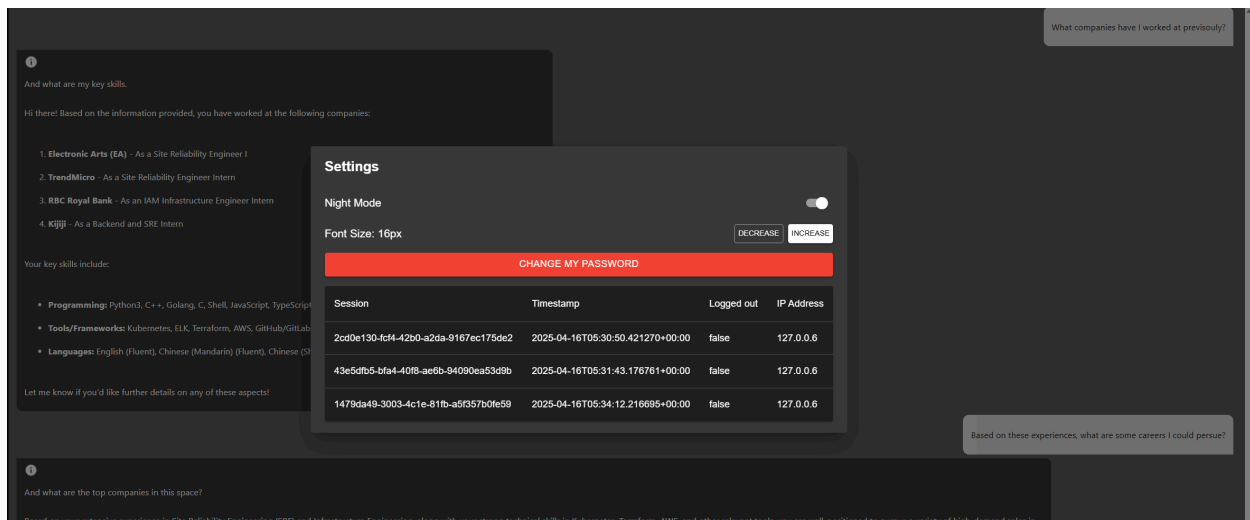 What companies have I worked at previsouly?
And what are my key skills.
Hi there! Based on the information provided, you have worked at the following companies:
1. Electronic Arts (EA) - As a Site Reliability Engineer I
2. TrendMicro - As a Site Reliability Engineer Intern
3. RBC Royal Bank - As an IAM Infrastructure Engineer Intern
4. Kijiji - As a Backend and SRE Intern
Your key skills include:
• Programming: Python3, C++, Golang, C, Shell, JavaScript, TypeScript
• Tools/Frameworks: Kubernetes, ELK, Terraform, AWS, GitHub/GitLab
• Languages: English (Fluent), Chinese (Mandarin) (Fluent), Chinese
Let me know if you'd like further details on any of these aspects!
Settings
Night Mode
Font Size: 16px
DECREASE INCREASE
CHANGE MY PASSWORD
Session Timestamp Logged out IP Address
2cd0e130-fcf4-42b0-a2da-9167ec175de2 2025-04-16T05:30:50.421270+00:00 false 127.0.0.6
43e5dfb5-bfa4-40f8-ae6b-94090ea53d9b 2025-04-16T05:31:43.176761+00:00 false 127.0.0.6
1479da49-3003-4c1e-81fb-a5f357b0fe59 2025-04-16T05:34:12.216695+00:00 false 127.0.0.6
Based on these experiences, what are some careers I could persue?
And what are the top companies in this space?